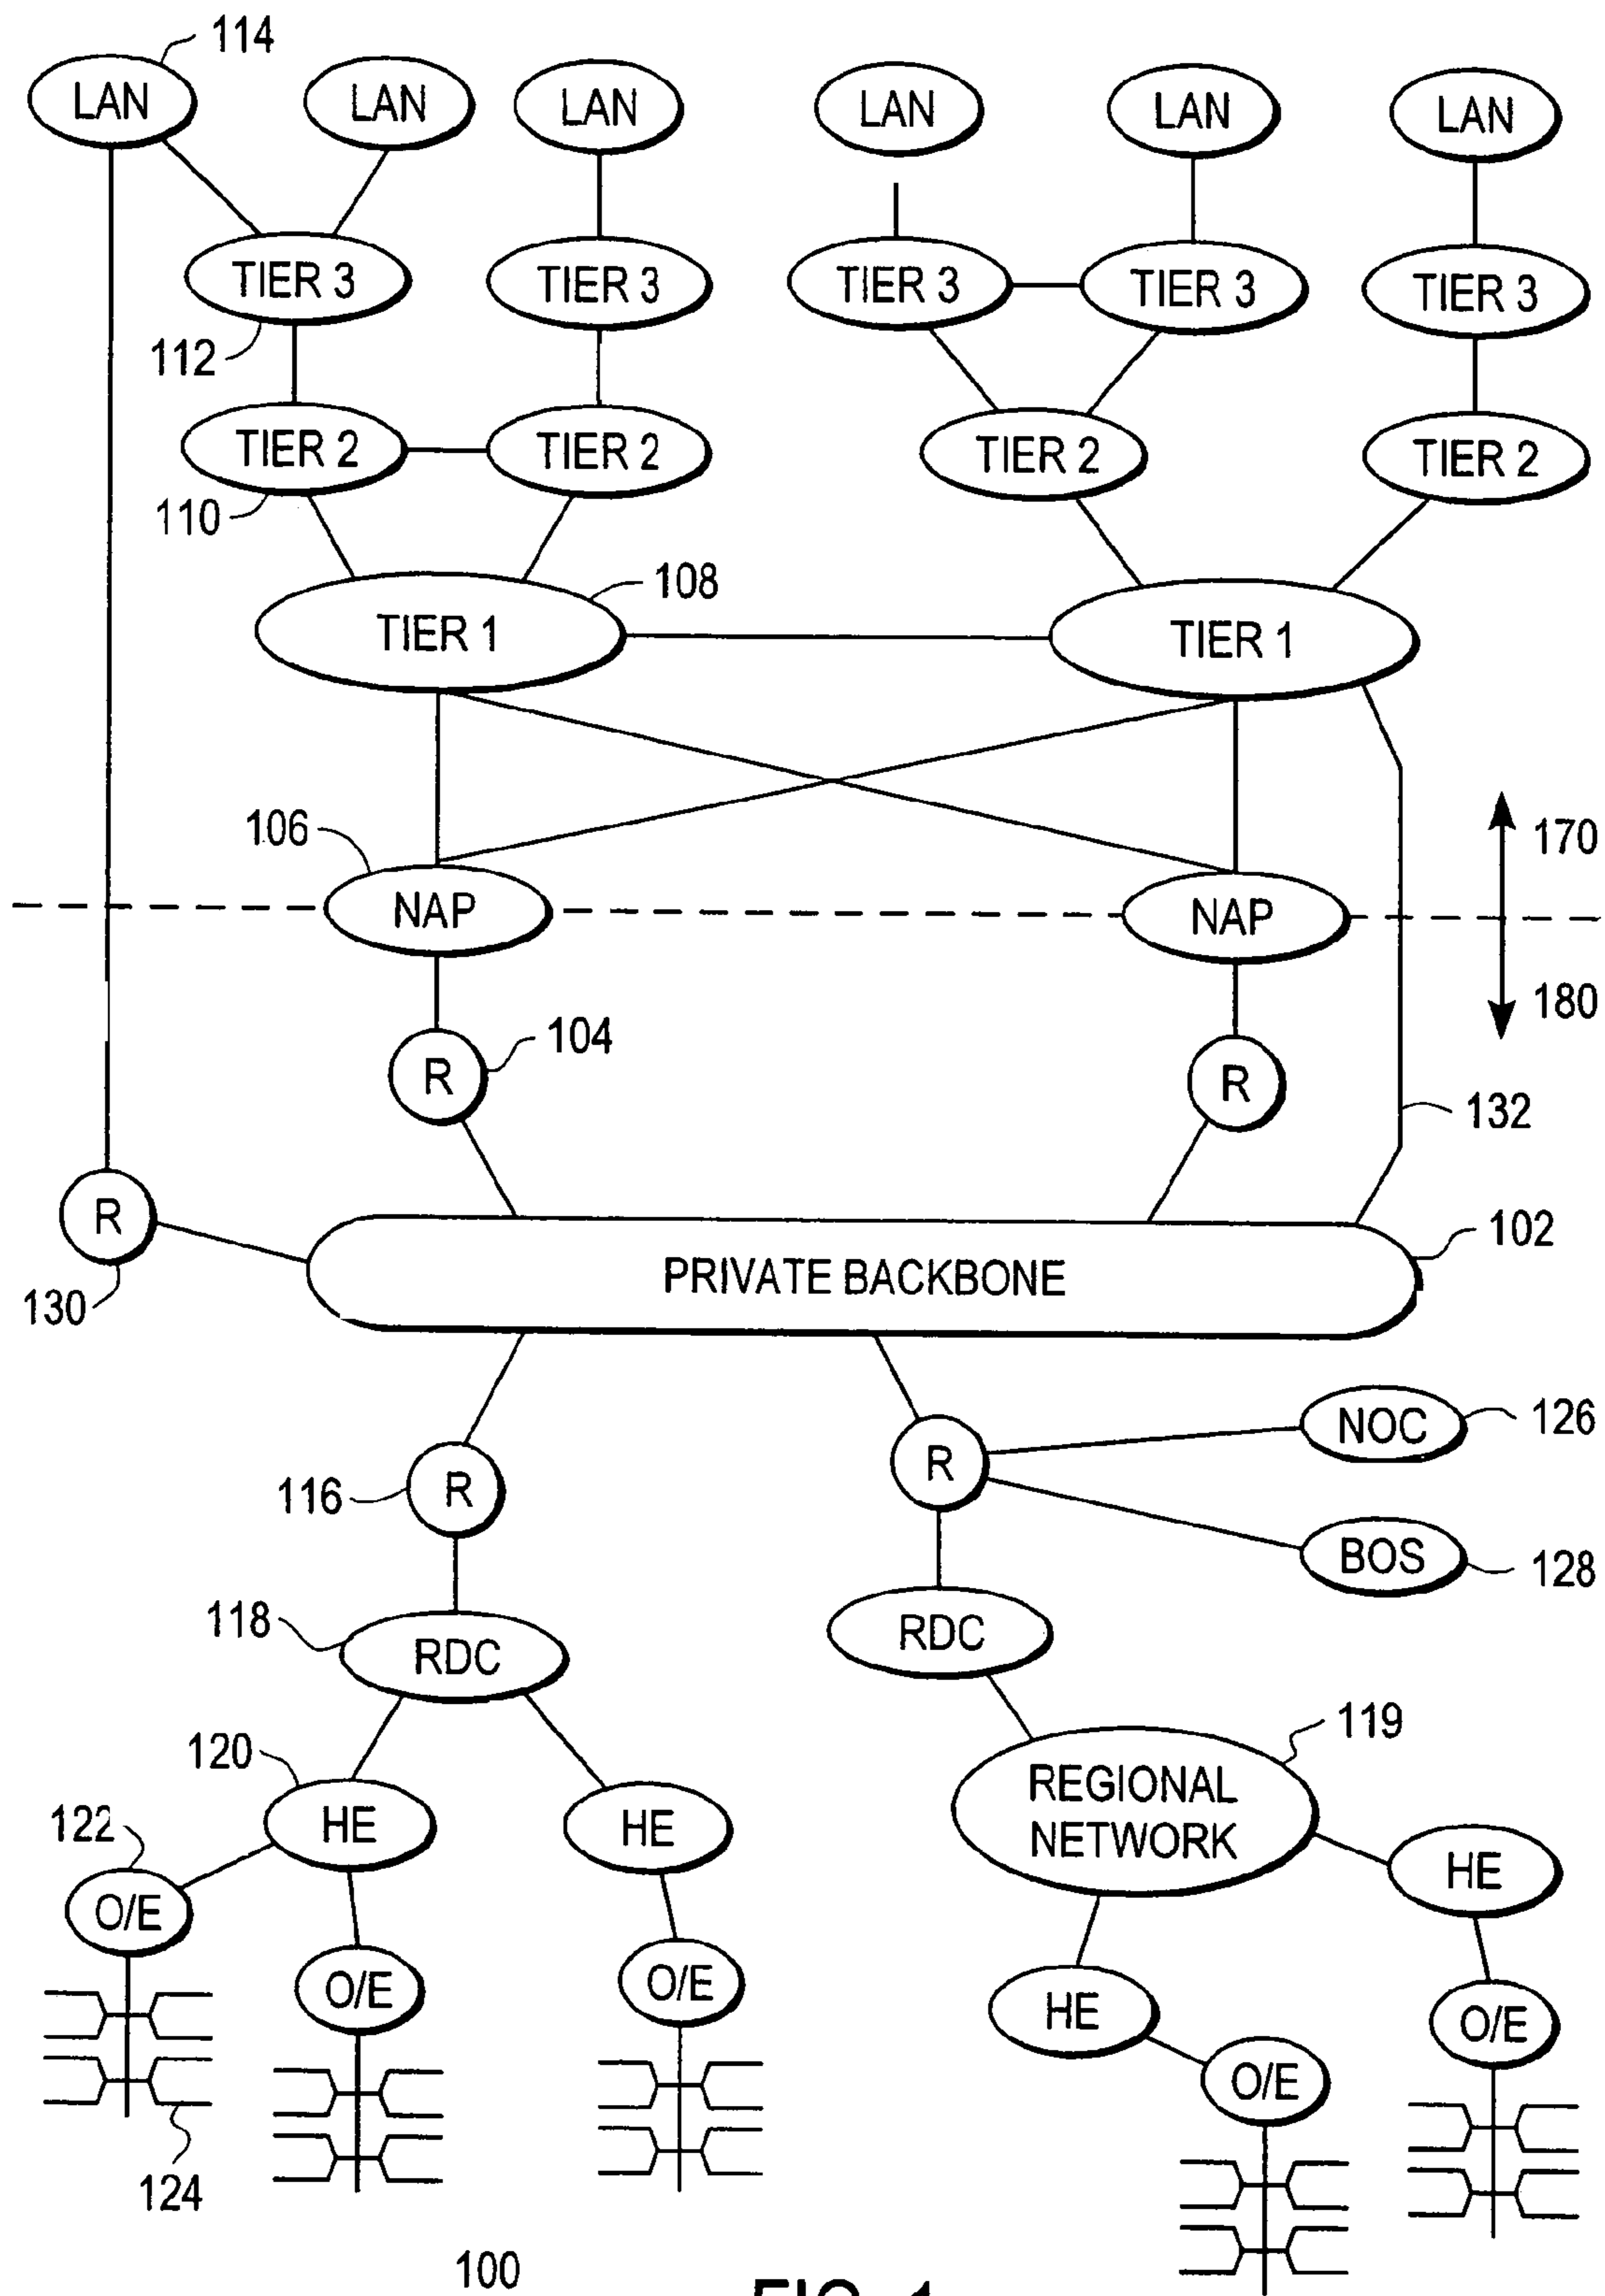 114
LAN LAN LAN LAN LAN LAN
TIER 3 TIER 3 TIER 3 TIER 3 TIER 3
112
TIER 2 TIER 2 TIER 2 TIER 2
110
108
TIER 1 TIER 1
106
170
NAP NAP
180
104
R R
132
R
102
PRIVATE BACKBONE
130
NOC 126
R
R
116
BOS 128
118
RDC
RDC
119
120
REGIONAL
NETWORK
122
HE HE
HE
O/E
O/E O/E
HE
O/E
O/E
124
100
FIG. 1